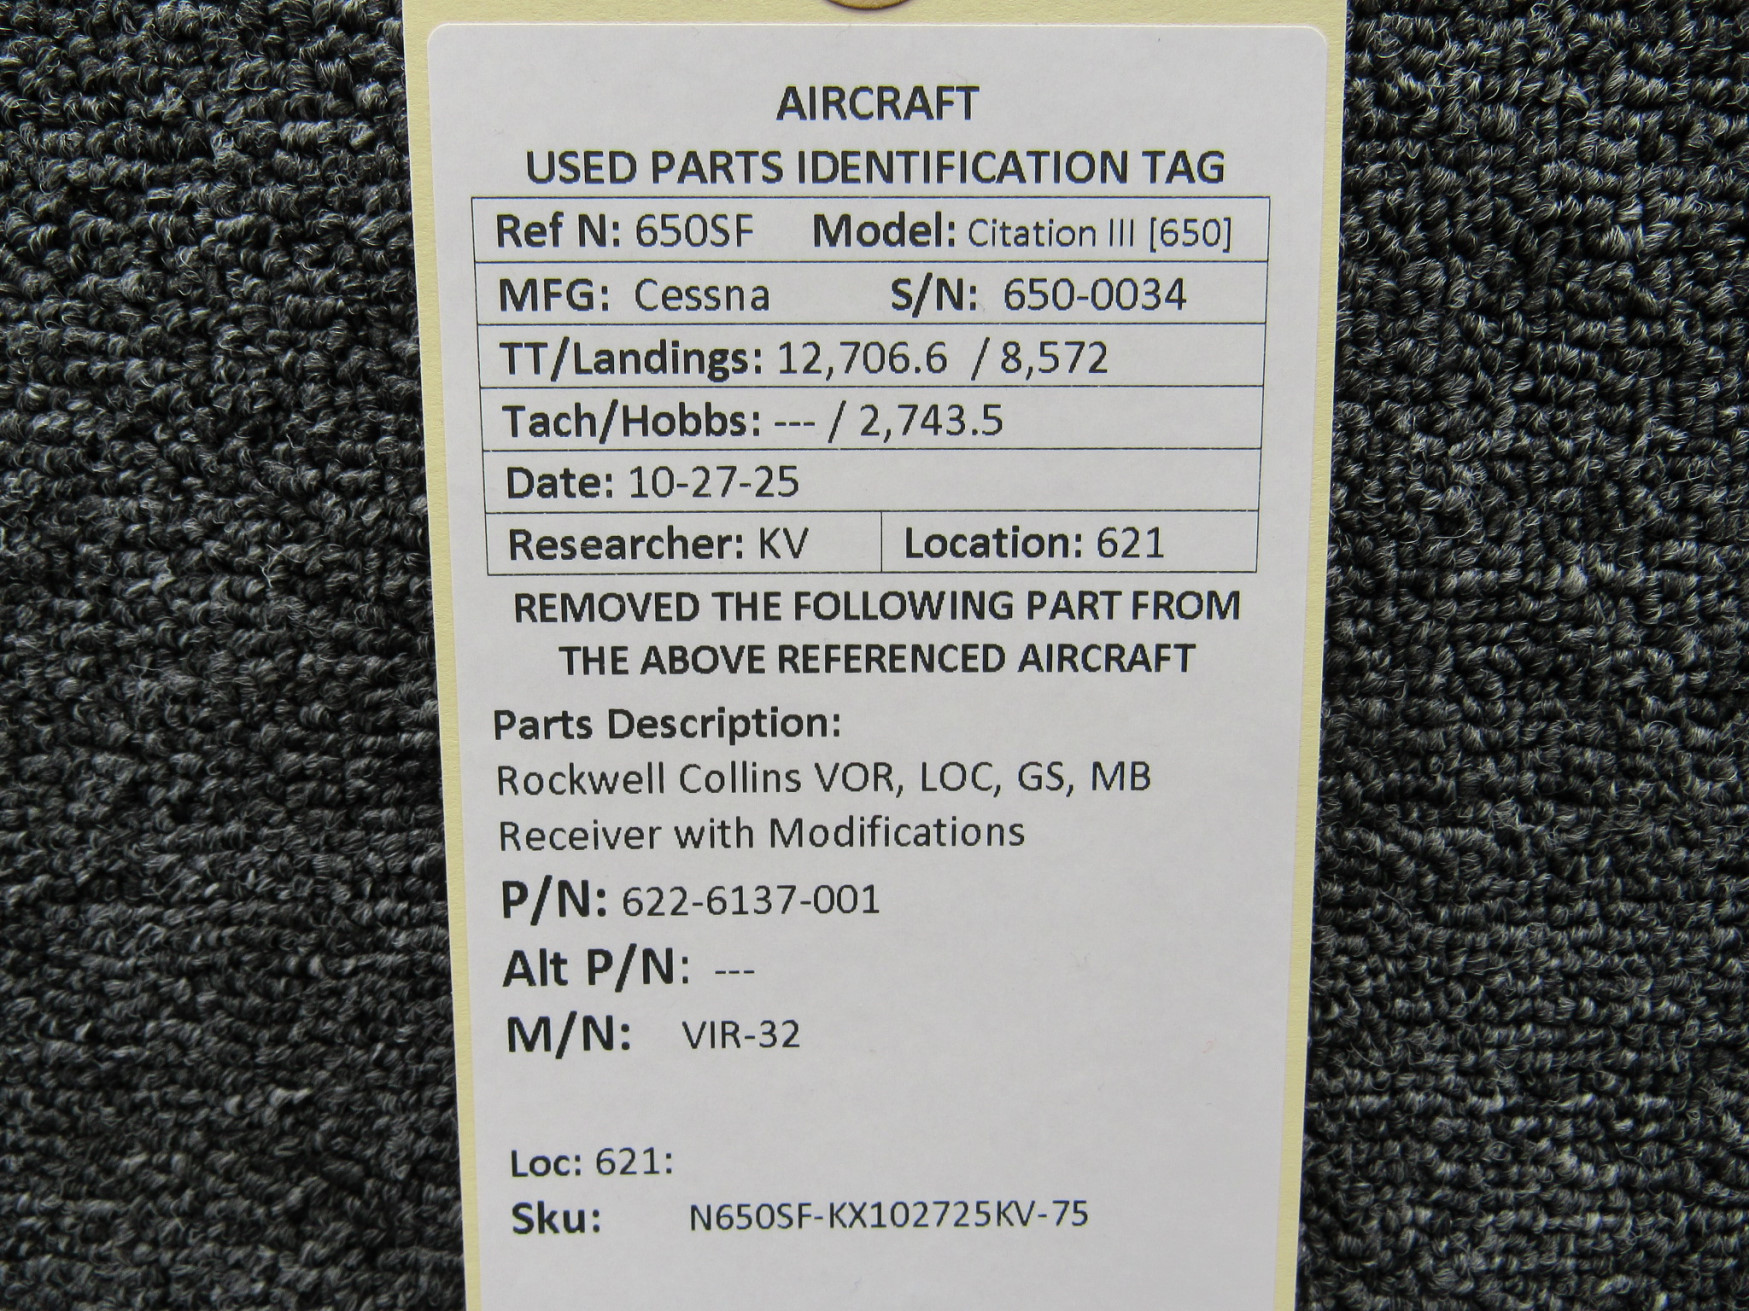 AIRCRAFT
USED PARTS IDENTIFICATION TAG
Ref N: 650SF Model: Citation III [650]
MFG: Cessna S/N: 650-0034
TT/Landings: 12,706.6 / 8,572
Tach/Hobbs: --- / 2,743.5
Date: 10-27-25
Researcher: KV Location: 621
REMOVED THE FOLLOWING PART FROM
THE ABOVE REFERENCED AIRCRAFT
Parts Description:
Rockwell Collins VOR, LOC, GS, MB
Receiver with Modifications
P/N: 622-6137-001
Alt P/N: ---
M/N: VIR-32
Loc: 621:
Sku: N650SF-KX102725KV-75